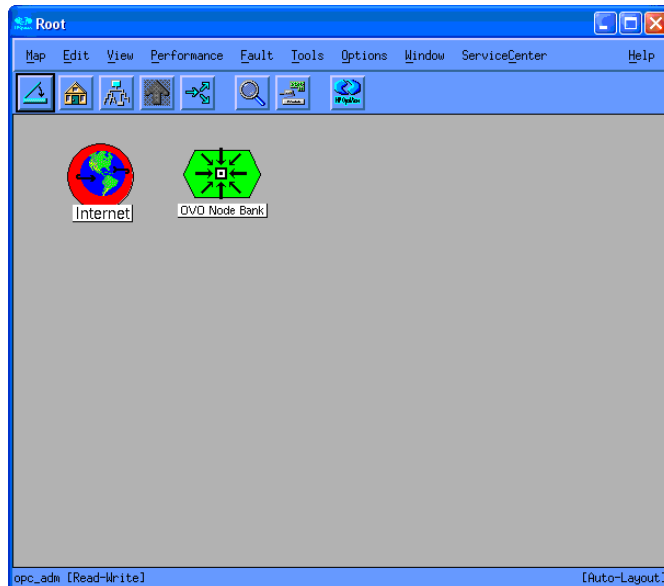 Root
Map Edit View Performance Fault Tools Options Window ServiceCenter Help
Internet
OVO Node Bank
opc_adm [Read-Write] [Auto-Layout]